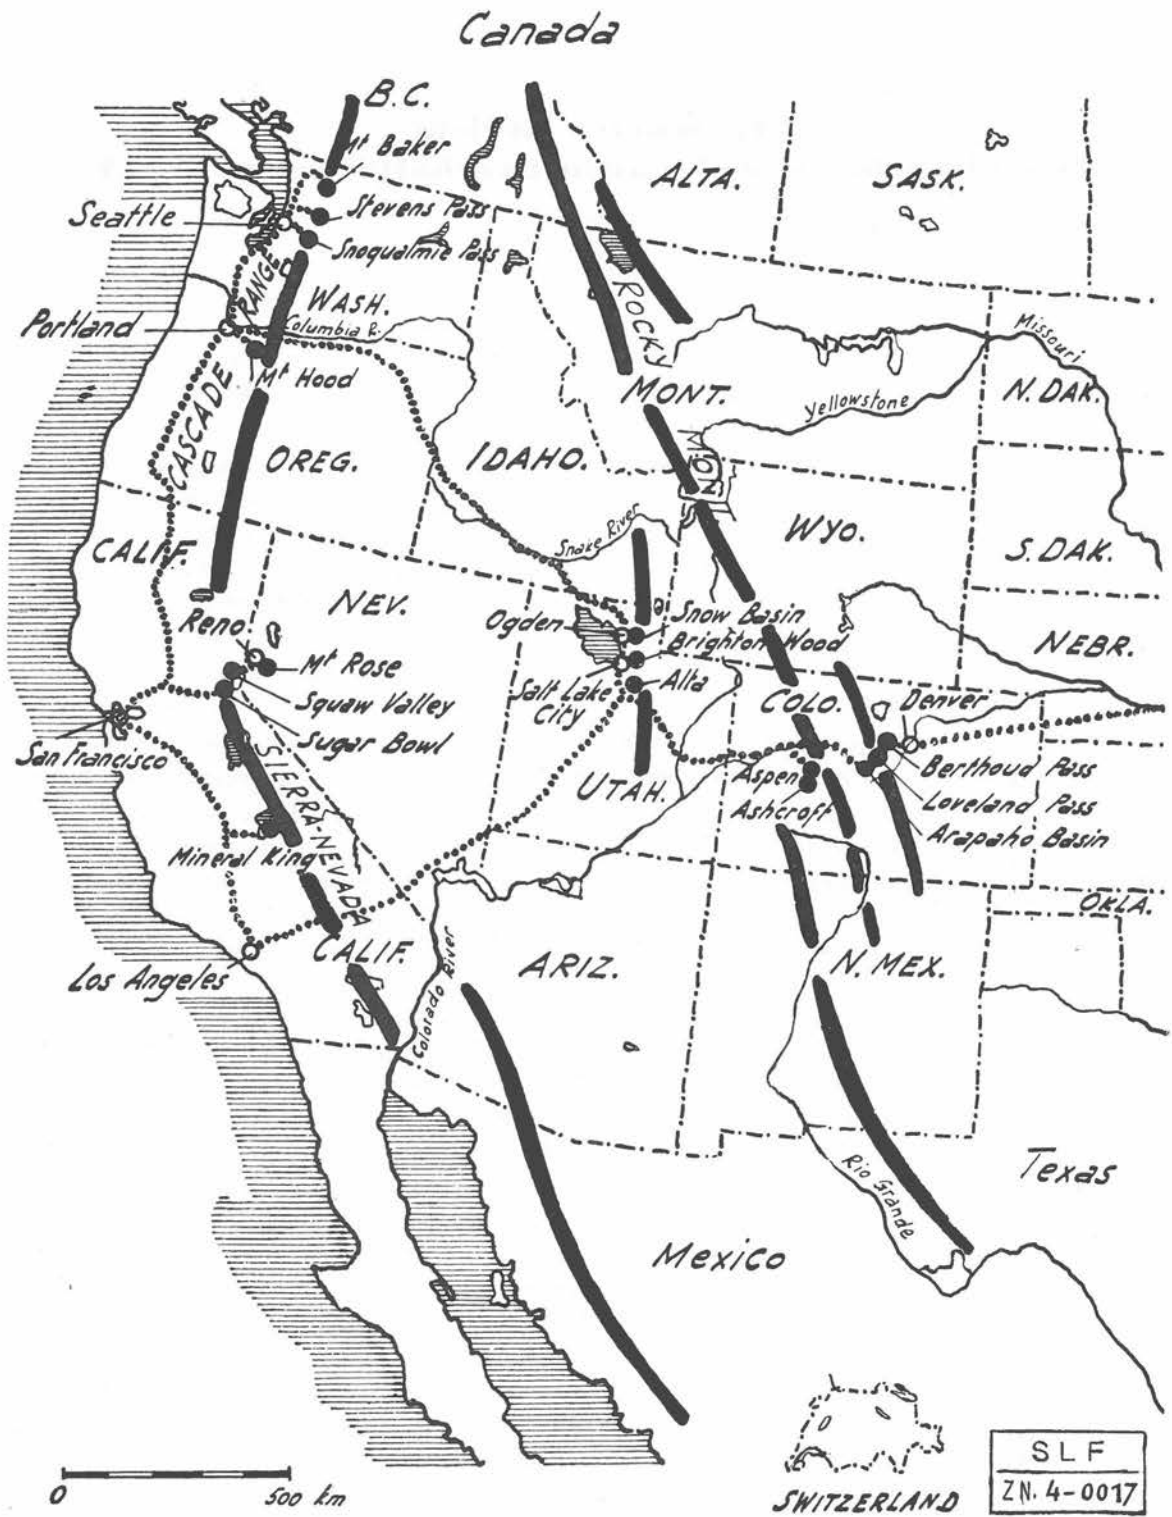 Canada
B.C.
Mt Baker
ALTA.
SASK.
Seattle
Stevens Pass
Snoqualmie Pass
RANGE
WASH.
ROCKY
Portland
Columbia R.
Missouri
Mt Hood
CASCADE
MONT.
Yellowstone
N. DAK.
OREG.
IDAHO.
Snake River
WYO.
CALIF.
S. DAK.
NEV.
Reno
Ogden
Snow Basin
Brighton Wood
NEBR.
Mt Rose
Salt Lake
City
Alta
Squaw Valley
COLO.
Denver
Sugar Bowl
San Francisco
SIERRA-NEVADA
UTAH.
Aspen
Ashcroft
Berthoud Pass
Loveland Pass
Arapaho Basin
Mineral King
OKLA.
CALIF.
ARIZ.
N. MEX.
Los Angeles
Colorado River
Rio Grande
Texas
Mexico
SWITZERLAND
0 500 km
SLF
ZN. 4-0017